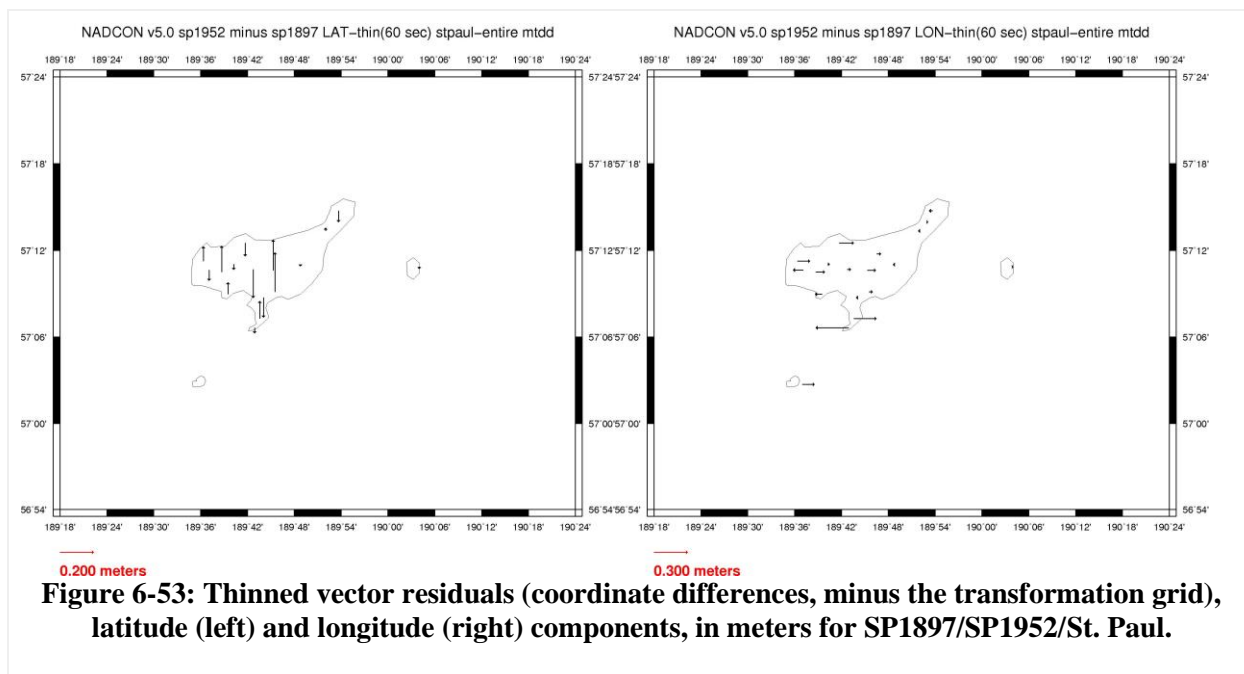 NADCON v5.0 sp1952 minus sp1897 LAT−thin(60 sec) stpaul−entire mtdd
189˚18' 189˚24' 189˚30' 189˚36' 189˚42' 189˚48' 189˚54' 190˚00' 190˚06' 190˚12' 190˚18' 190˚24'
57˚24' 57˚24'
57˚18' 57˚18'
57˚12' 57˚12'
57˚06' 57˚06'
57˚00' 57˚00'
56˚54' 56˚54'
189˚18' 189˚24' 189˚30' 189˚36' 189˚42' 189˚48' 189˚54' 190˚00' 190˚06' 190˚12' 190˚18' 190˚24'
0.200 meters
NADCON v5.0 sp1952 minus sp1897 LON−thin(60 sec) stpaul−entire mtdd
189˚18' 189˚24' 189˚30' 189˚36' 189˚42' 189˚48' 189˚54' 190˚00' 190˚06' 190˚12' 190˚18' 190˚24'
57˚24' 57˚24'
57˚18' 57˚18'
57˚12' 57˚12'
57˚06' 57˚06'
57˚00' 57˚00'
56˚54' 56˚54'
189˚18' 189˚24' 189˚30' 189˚36' 189˚42' 189˚48' 189˚54' 190˚00' 190˚06' 190˚12' 190˚18' 190˚24'
0.300 meters
Figure 6-53: Thinned vector residuals (coordinate differences, minus the transformation grid),
latitude (left) and longitude (right) components, in meters for SP1897/SP1952/St. Paul.